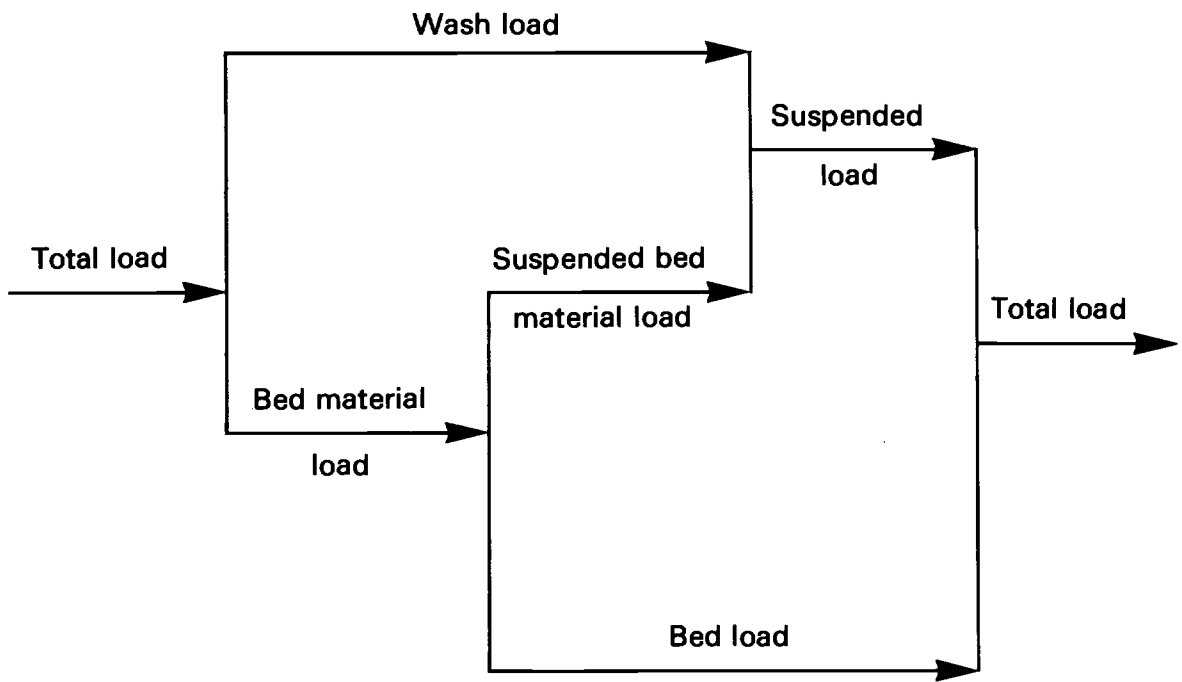 Wash load
Suspended
load
Total load
Suspended bed
material load
Total load
Bed material
load
Bed load